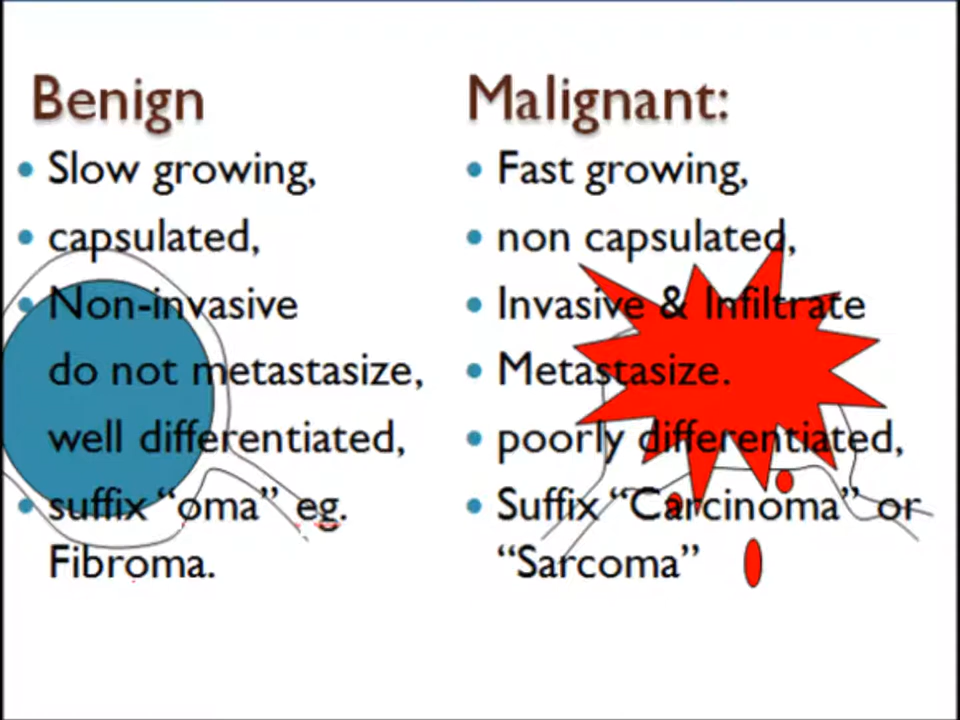 Benign
• Slow growing,
• capsulated,
• Non-invasive
do not metastasize,
well differentiated,
• suffix “oma” eg.
Fibroma.
Malignant:
• Fast growing,
• non capsulated,
• Invasive & Infiltrate
• Metastasize.
• poorly differentiated,
• Suffix “Carcinoma” or
“Sarcoma”